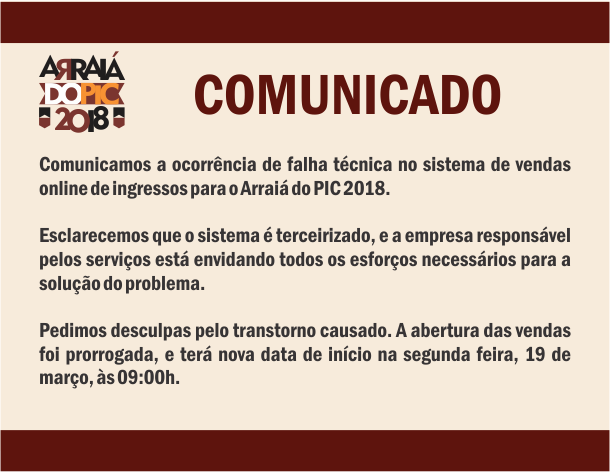 ARRAIÁ
DO PIC
2018
COMUNICADO
Comunicamos a ocorrência de falha técnica no sistema de vendas
online de ingressos para o Arraiá do PIC 2018.
Esclarecemos que o sistema é terceirizado, e a empresa responsável
pelos serviços está envidando todos os esforços necessários para a
solução do problema.
Pedimos desculpas pelo transtorno causado. A abertura das vendas
foi prorrogada, e terá nova data de início na segunda feira, 19 de
março, às 09:00h.